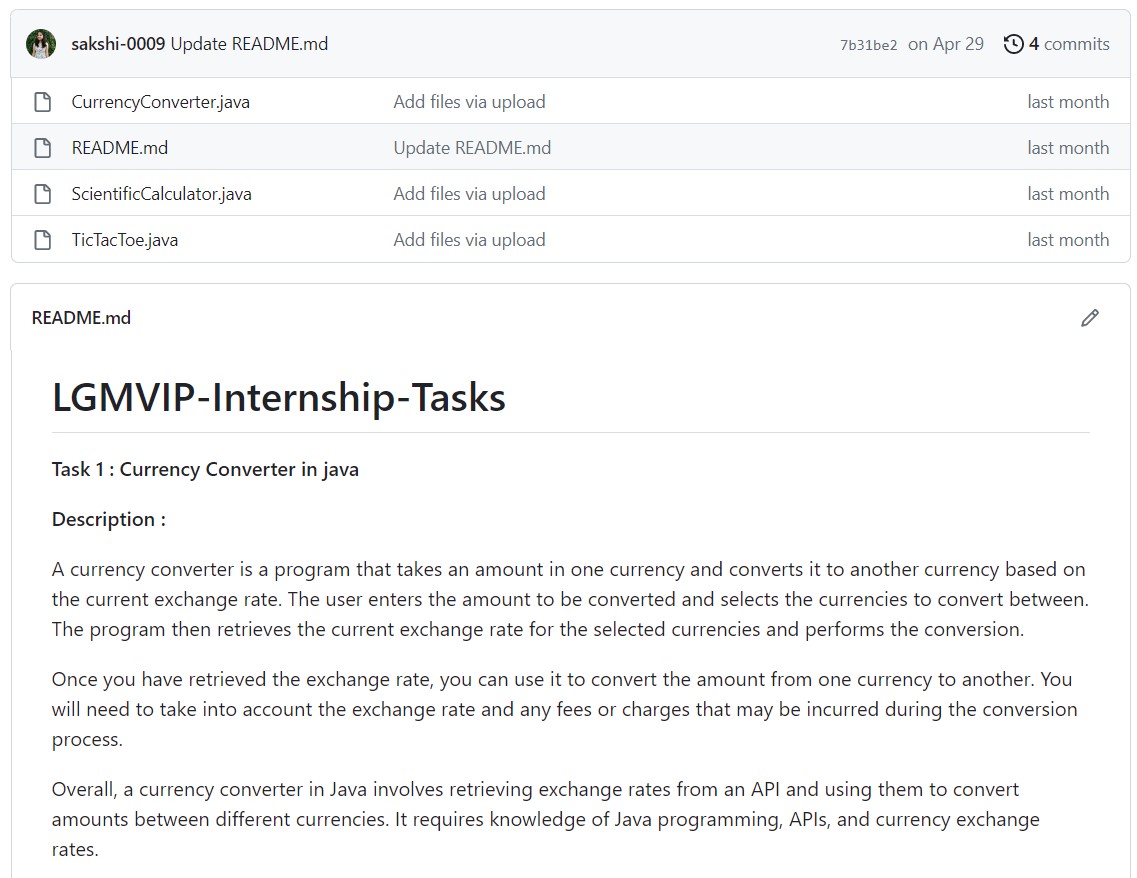 sakshi-0009 Update README.md 7b31be2 on Apr 29 4 commits
CurrencyConverter.java Add files via upload last month
README.md Update README.md last month
ScientificCalculator.java Add files via upload last month
TicTacToe.java Add files via upload last month
README.md
LGMVIP-Internship-Tasks
Task 1 : Currency Converter in java
Description :
A currency converter is a program that takes an amount in one currency and converts it to another currency based on
the current exchange rate. The user enters the amount to be converted and selects the currencies to convert between.
The program then retrieves the current exchange rate for the selected currencies and performs the conversion.
Once you have retrieved the exchange rate, you can use it to convert the amount from one currency to another. You
will need to take into account the exchange rate and any fees or charges that may be incurred during the conversion
process.
Overall, a currency converter in Java involves retrieving exchange rates from an API and using them to convert
amounts between different currencies. It requires knowledge of Java programming, APIs, and currency exchange
rates.